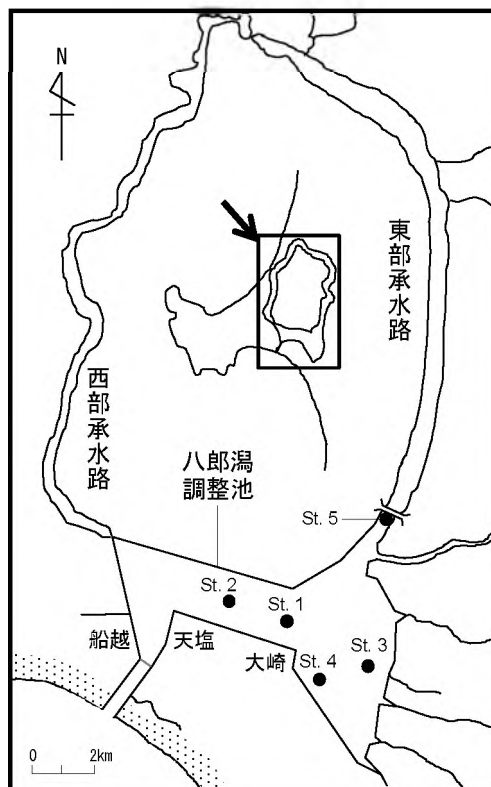 N
東部承水路
西部承水路
八郎潟
調整池
St. 5
St. 2
St. 1
船越
天塩
大崎
St. 3
St. 4
0 2km